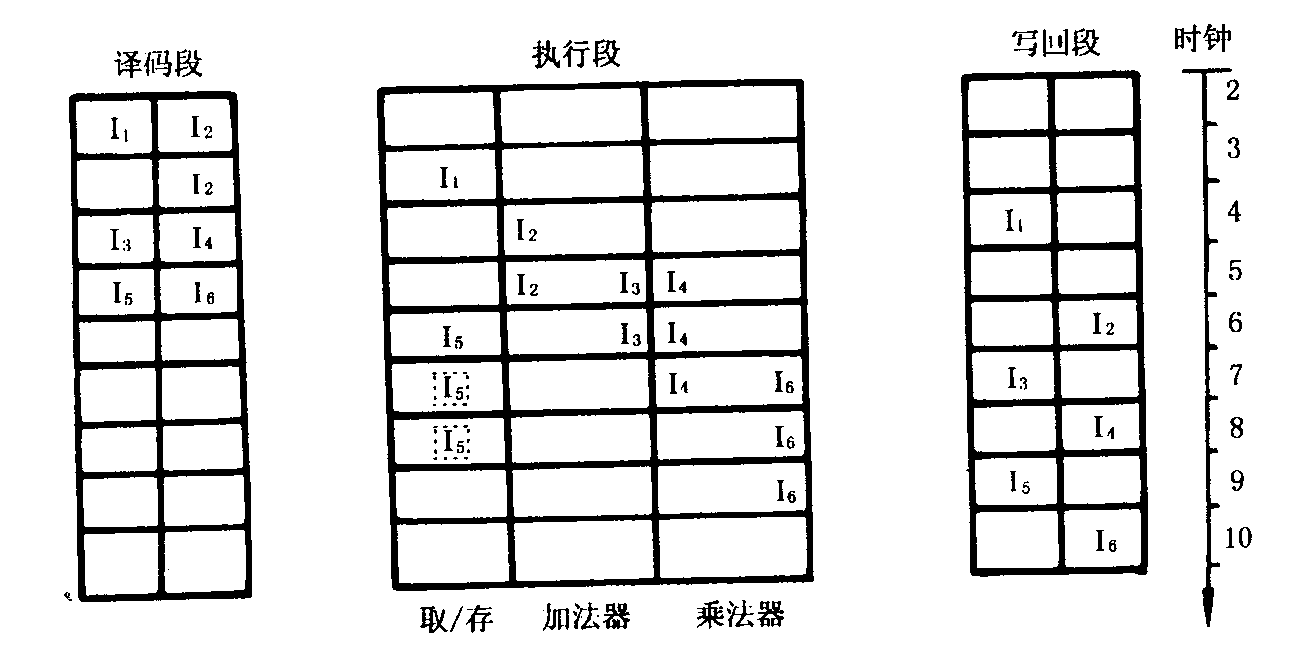 译码段 执行段 写回段 时钟
I₁ I₂ 2
I₂ I₁ 3
I₃ I₄ I₂ I₁ 4
I₅ I₆ I₂ I₃ I₄ 5
I₅ I₃ I₄ I₂ 6
I₅ I₄ I₆ I₃ 7
I₅ I₆ I₄ 8
I₆ I₅ 9
I₆ 10
取/存 加法器 乘法器